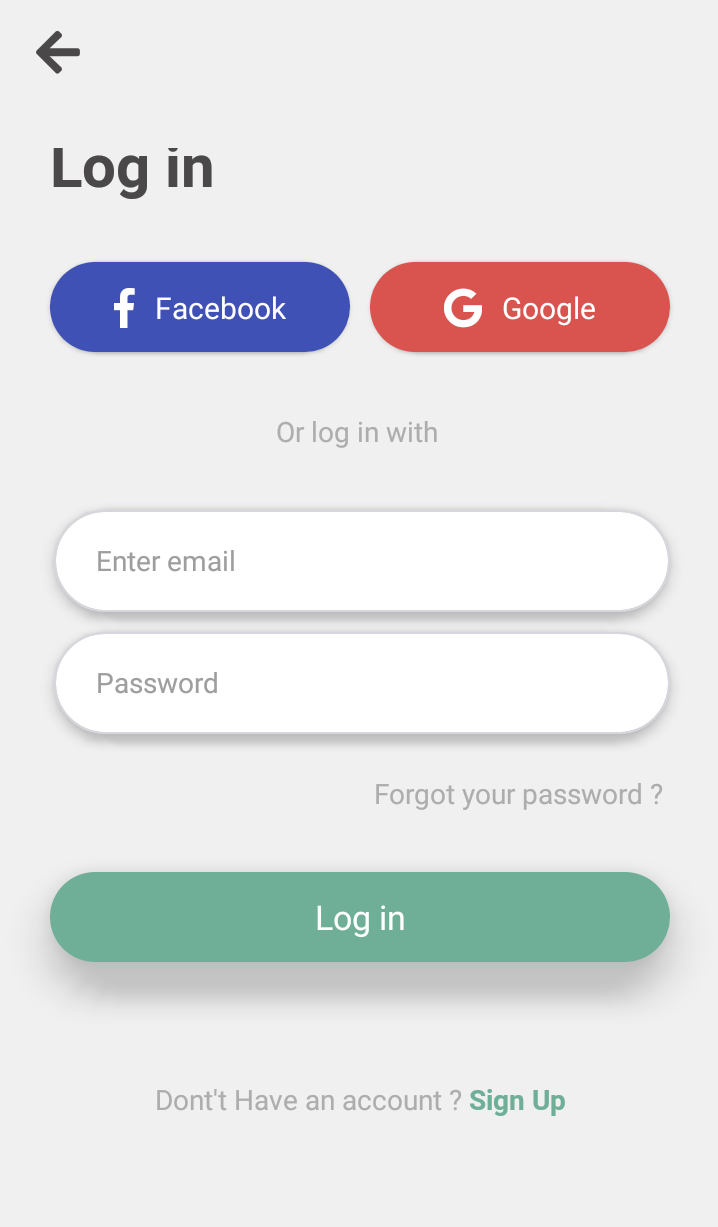 Log in
Facebook
Google
Or log in with
Enter email
Password
Forgot your password ?
Log in
Dont't Have an account ? Sign Up